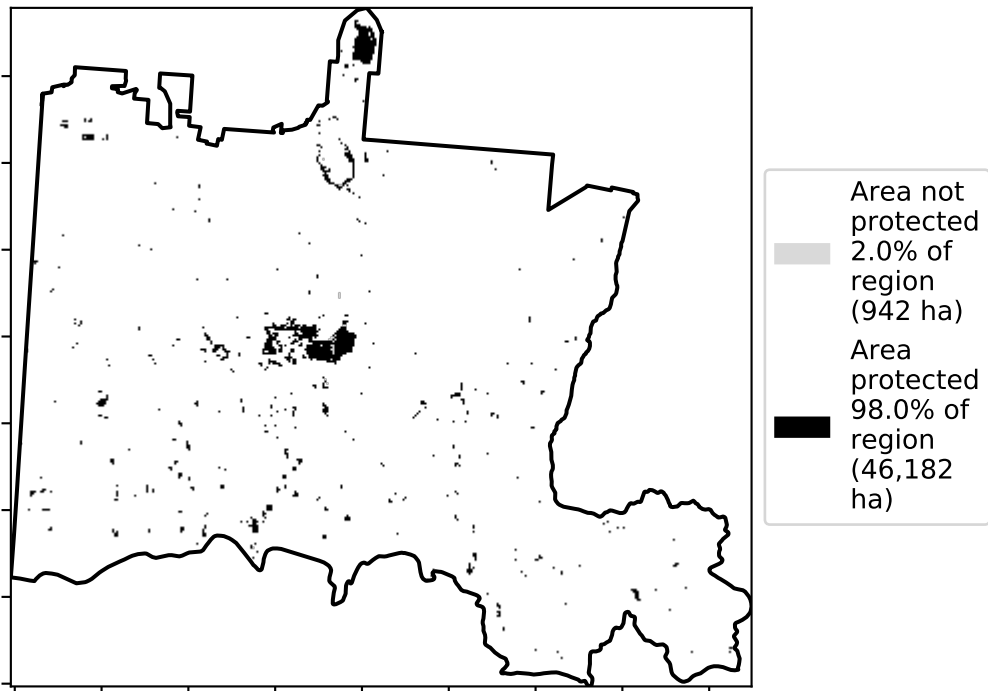 Area not
protected
2.0% of
region
(942 ha)
Area
protected
98.0% of
region
(46,182
ha)